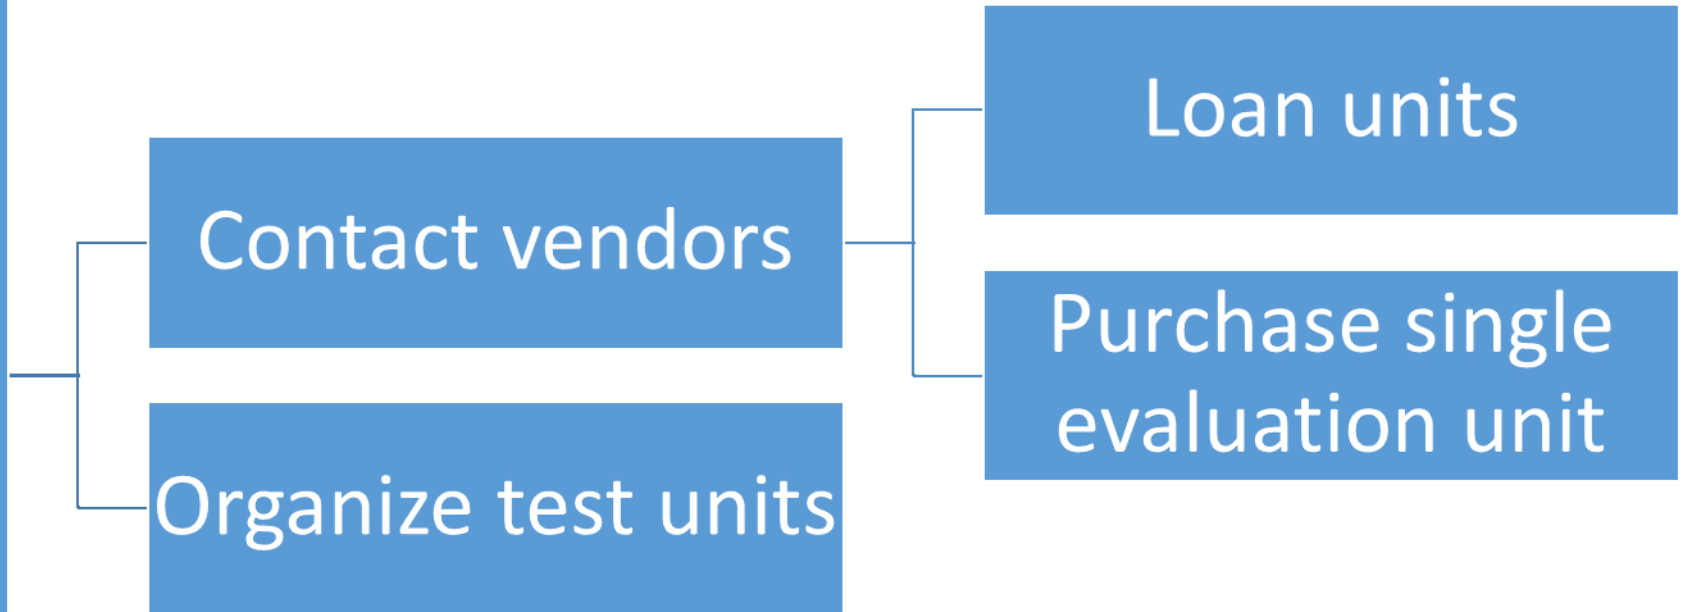 Loan units
Contact vendors
Purchase single
evaluation unit
Organize test units